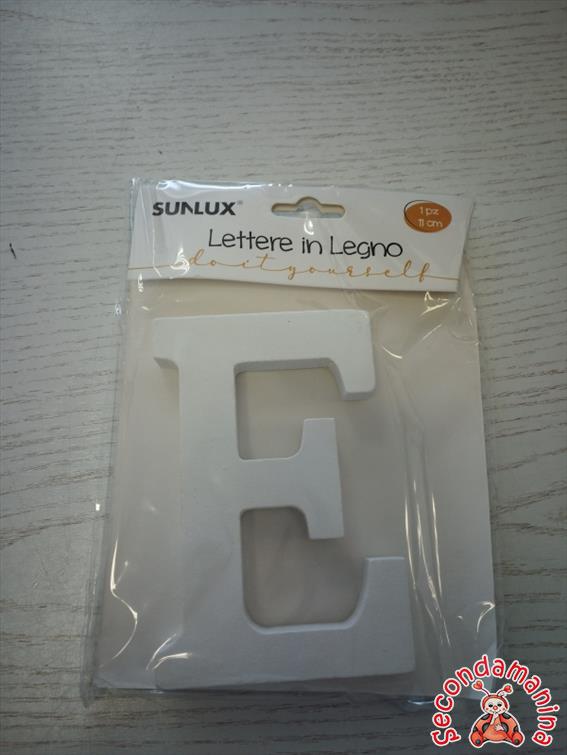 SUNLUX®
1 pz
11 cm
Lettere in Legno
do it yourself
E
secondamanina